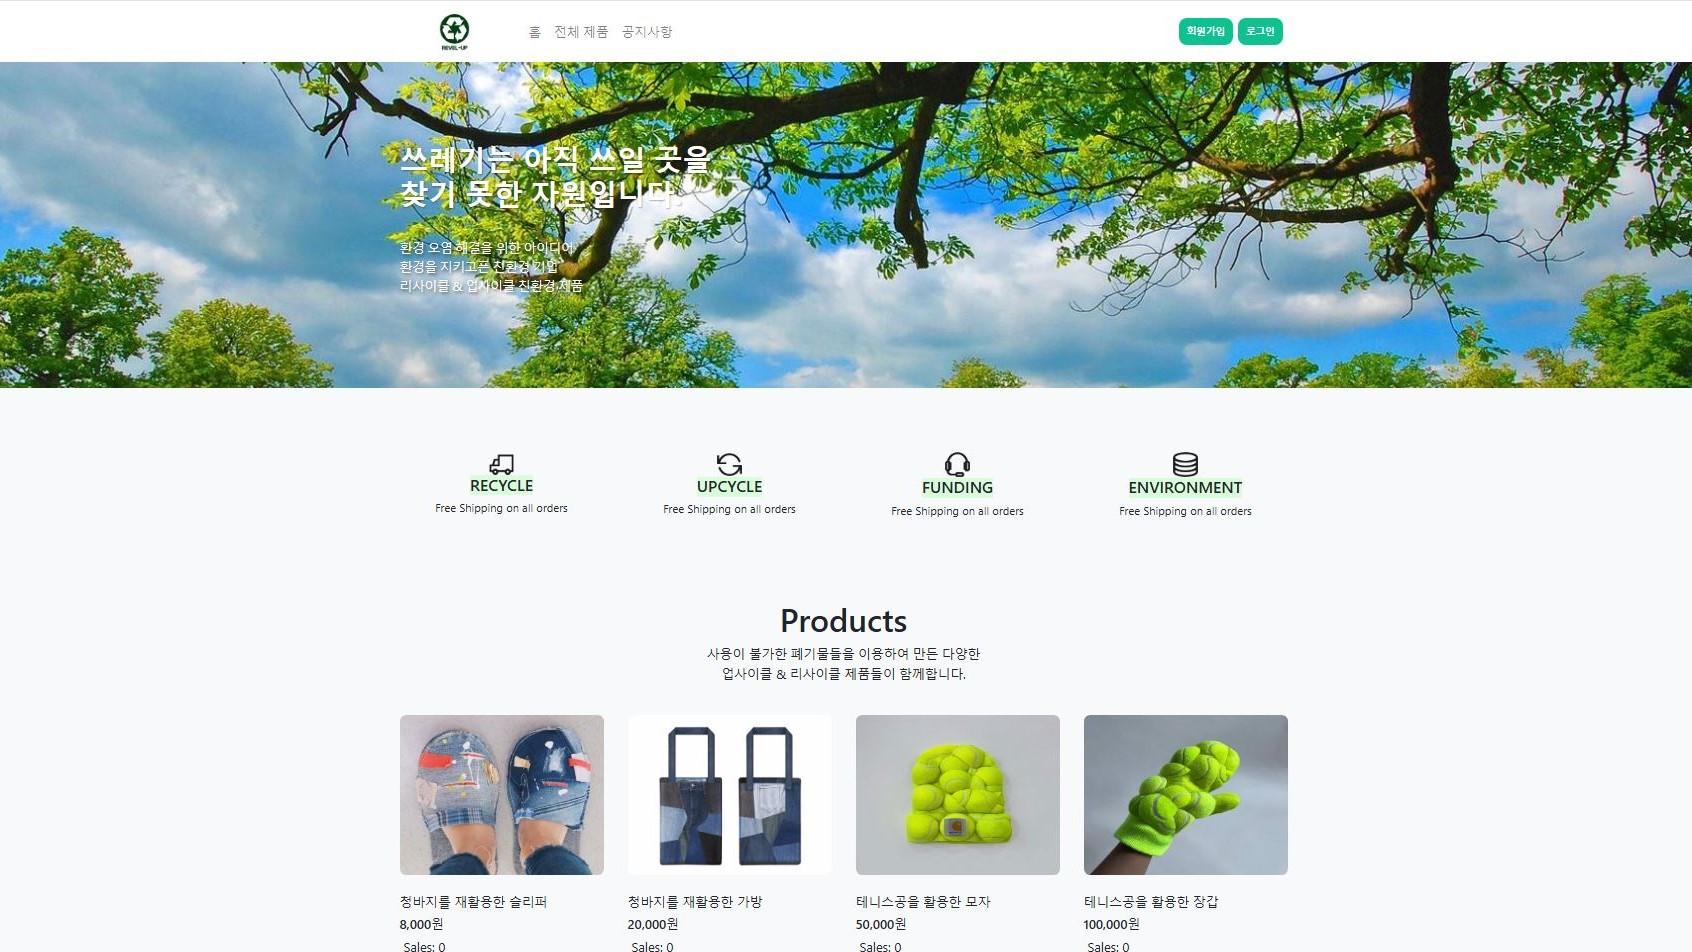 REVEL-UP
홈 전체 제품 공지사항
회원가입 로그인
쓰레기는 아직 쓰일 곳을
찾기 못한 자원입니다.
환경 오염 해결을 위한 아이디어
환경을 지키고픈 친환경 기업
리사이클 & 업사이클 친환경 제품
RECYCLE
Free Shipping on all orders
UPCYCLE
Free Shipping on all orders
FUNDING
Free Shipping on all orders
ENVIRONMENT
Free Shipping on all orders
Products
사용이 불가한 폐기물들을 이용하여 만든 다양한
업사이클 & 리사이클 제품들이 함께합니다.
청바지를 재활용한 슬리퍼
8,000원
Sales: 0
청바지를 재활용한 가방
20,000원
Sales: 0
테니스공을 활용한 모자
50,000원
Sales: 0
테니스공을 활용한 장갑
100,000원
Sales: 0